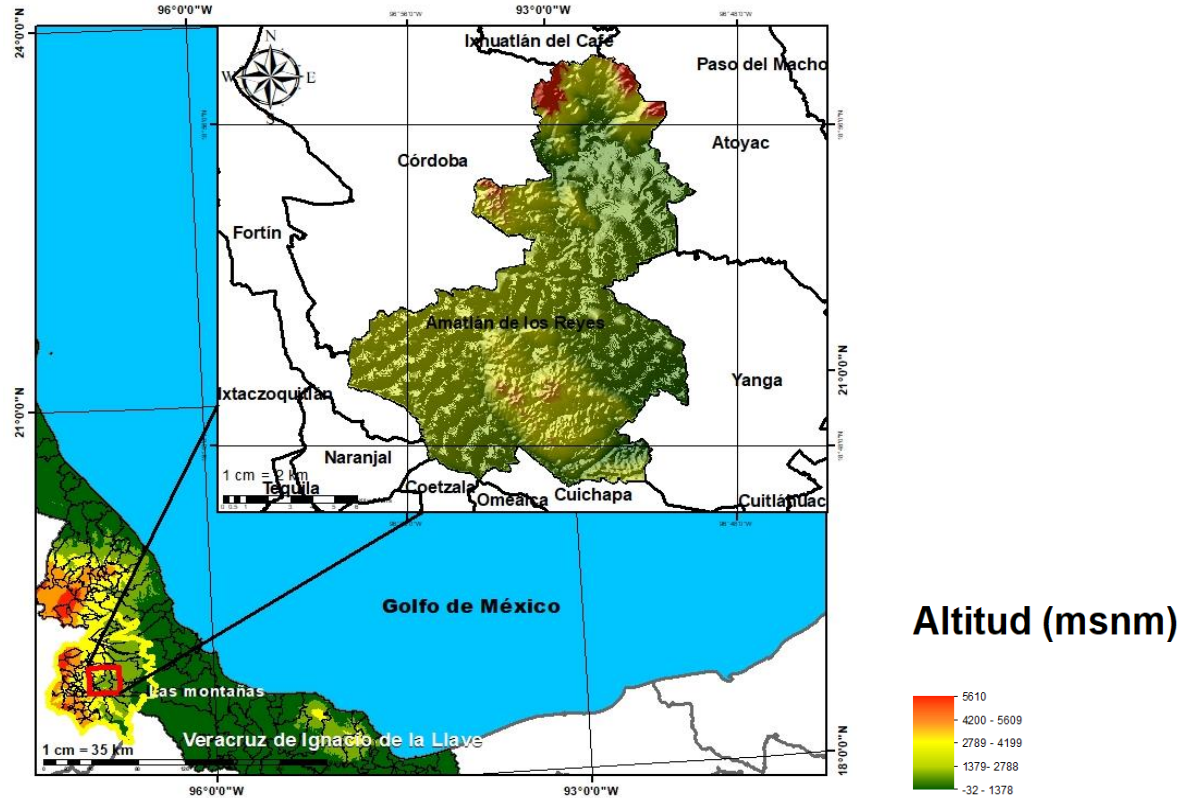 96°0'0"W
93°0'0"W
24°0'0"N
N
W
E
S
Ixhuatlán del Café
Paso del Macho
Atoyac
Córdoba
Fortín
Amatlán de los Reyes
21°0'0"N
Yanga
Ixtaczoquitlán
21°0'0"N
Naranjal
1 cm = 2 km
Tequila
Coetzala
Omealca
Cuichapa
Cuitláhuac
Golfo de México
Las montañas
Veracruz de Ignacio de la Llave
1 cm = 35 km
18°0'0"N
96°0'0"W
93°0'0"W
Altitud (msnm)
5610
4200 - 5609
2789 - 4199
1379- 2788
-32 - 1378